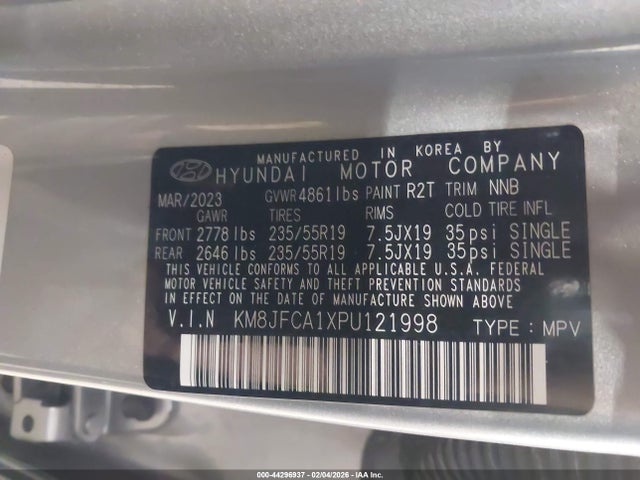 MANUFACTURED IN KOREA BY
HYUNDAI MOTOR COMPANY
MAR/2023 GVWR 4861 lbs PAINT R2T TRIM NNB
GAWR TIRES RIMS COLD TIRE INFL
FRONT 2778 lbs 235/55R19 7.5JX19 35psi SINGLE
REAR 2646 lbs 235/55R19 7.5JX19 35psi SINGLE
THIS VEHICLE CONFORMS TO ALL APPLICABLE U.S.A. FEDERAL
MOTOR VEHICLE SAFETY AND THEFT PREVENTION STANDARDS
IN EFFECT ON THE DATE OF MANUFACTURE SHOWN ABOVE.
V.I.N KM8JFCA1XPU121998 TYPE : MPV
000-44296937 - 02/04/2026 - IAA Inc.